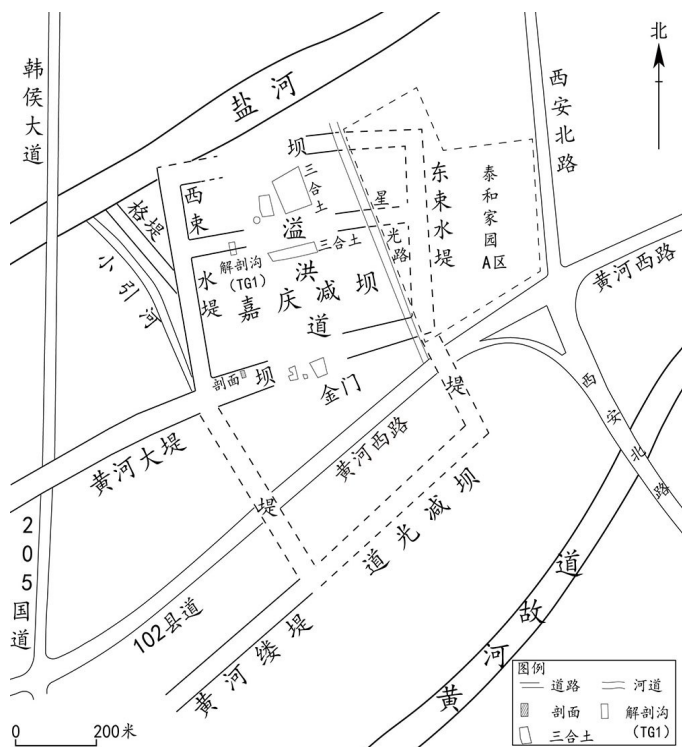 北
韩侯大道
盐河
西安北路
坝
三合土
西束水堤
东束水堤
泰和家园
A区
格堤
星光路
溢洪道
三合土
解剖沟
(TG1)
小引河
嘉庆减坝
黄河西路
剖面
坝
金门
堤
西安北路
黄河大堤
黄河西路
堤
道光减坝
205国道
102县道
黄河缕堤
黄河故道
图例
道路
河道
剖面
解剖沟
(TG1)
三合土
0
200米